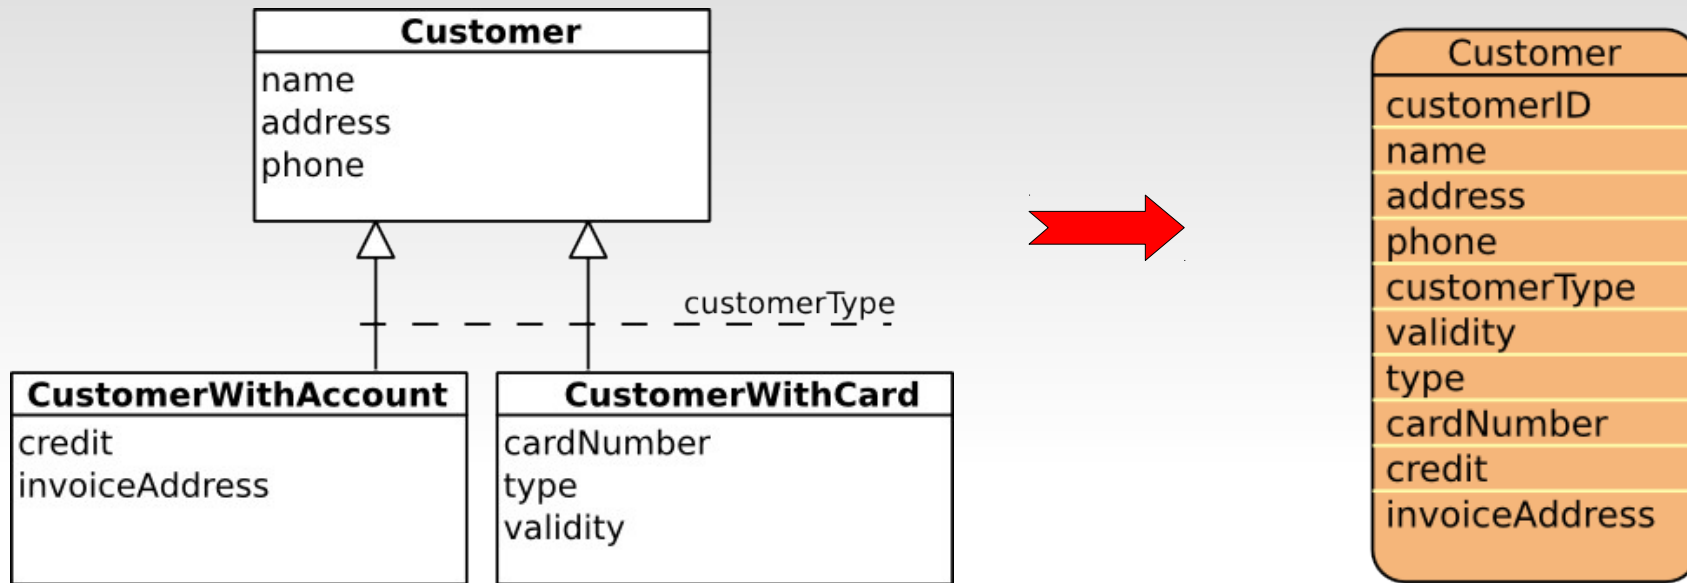 Customer
name
address
phone
customerType
CustomerWithAccount
credit
invoiceAddress
CustomerWithCard
cardNumber
type
validity
Customer
customerID
name
address
phone
customerType
validity
type
cardNumber
credit
invoiceAddress